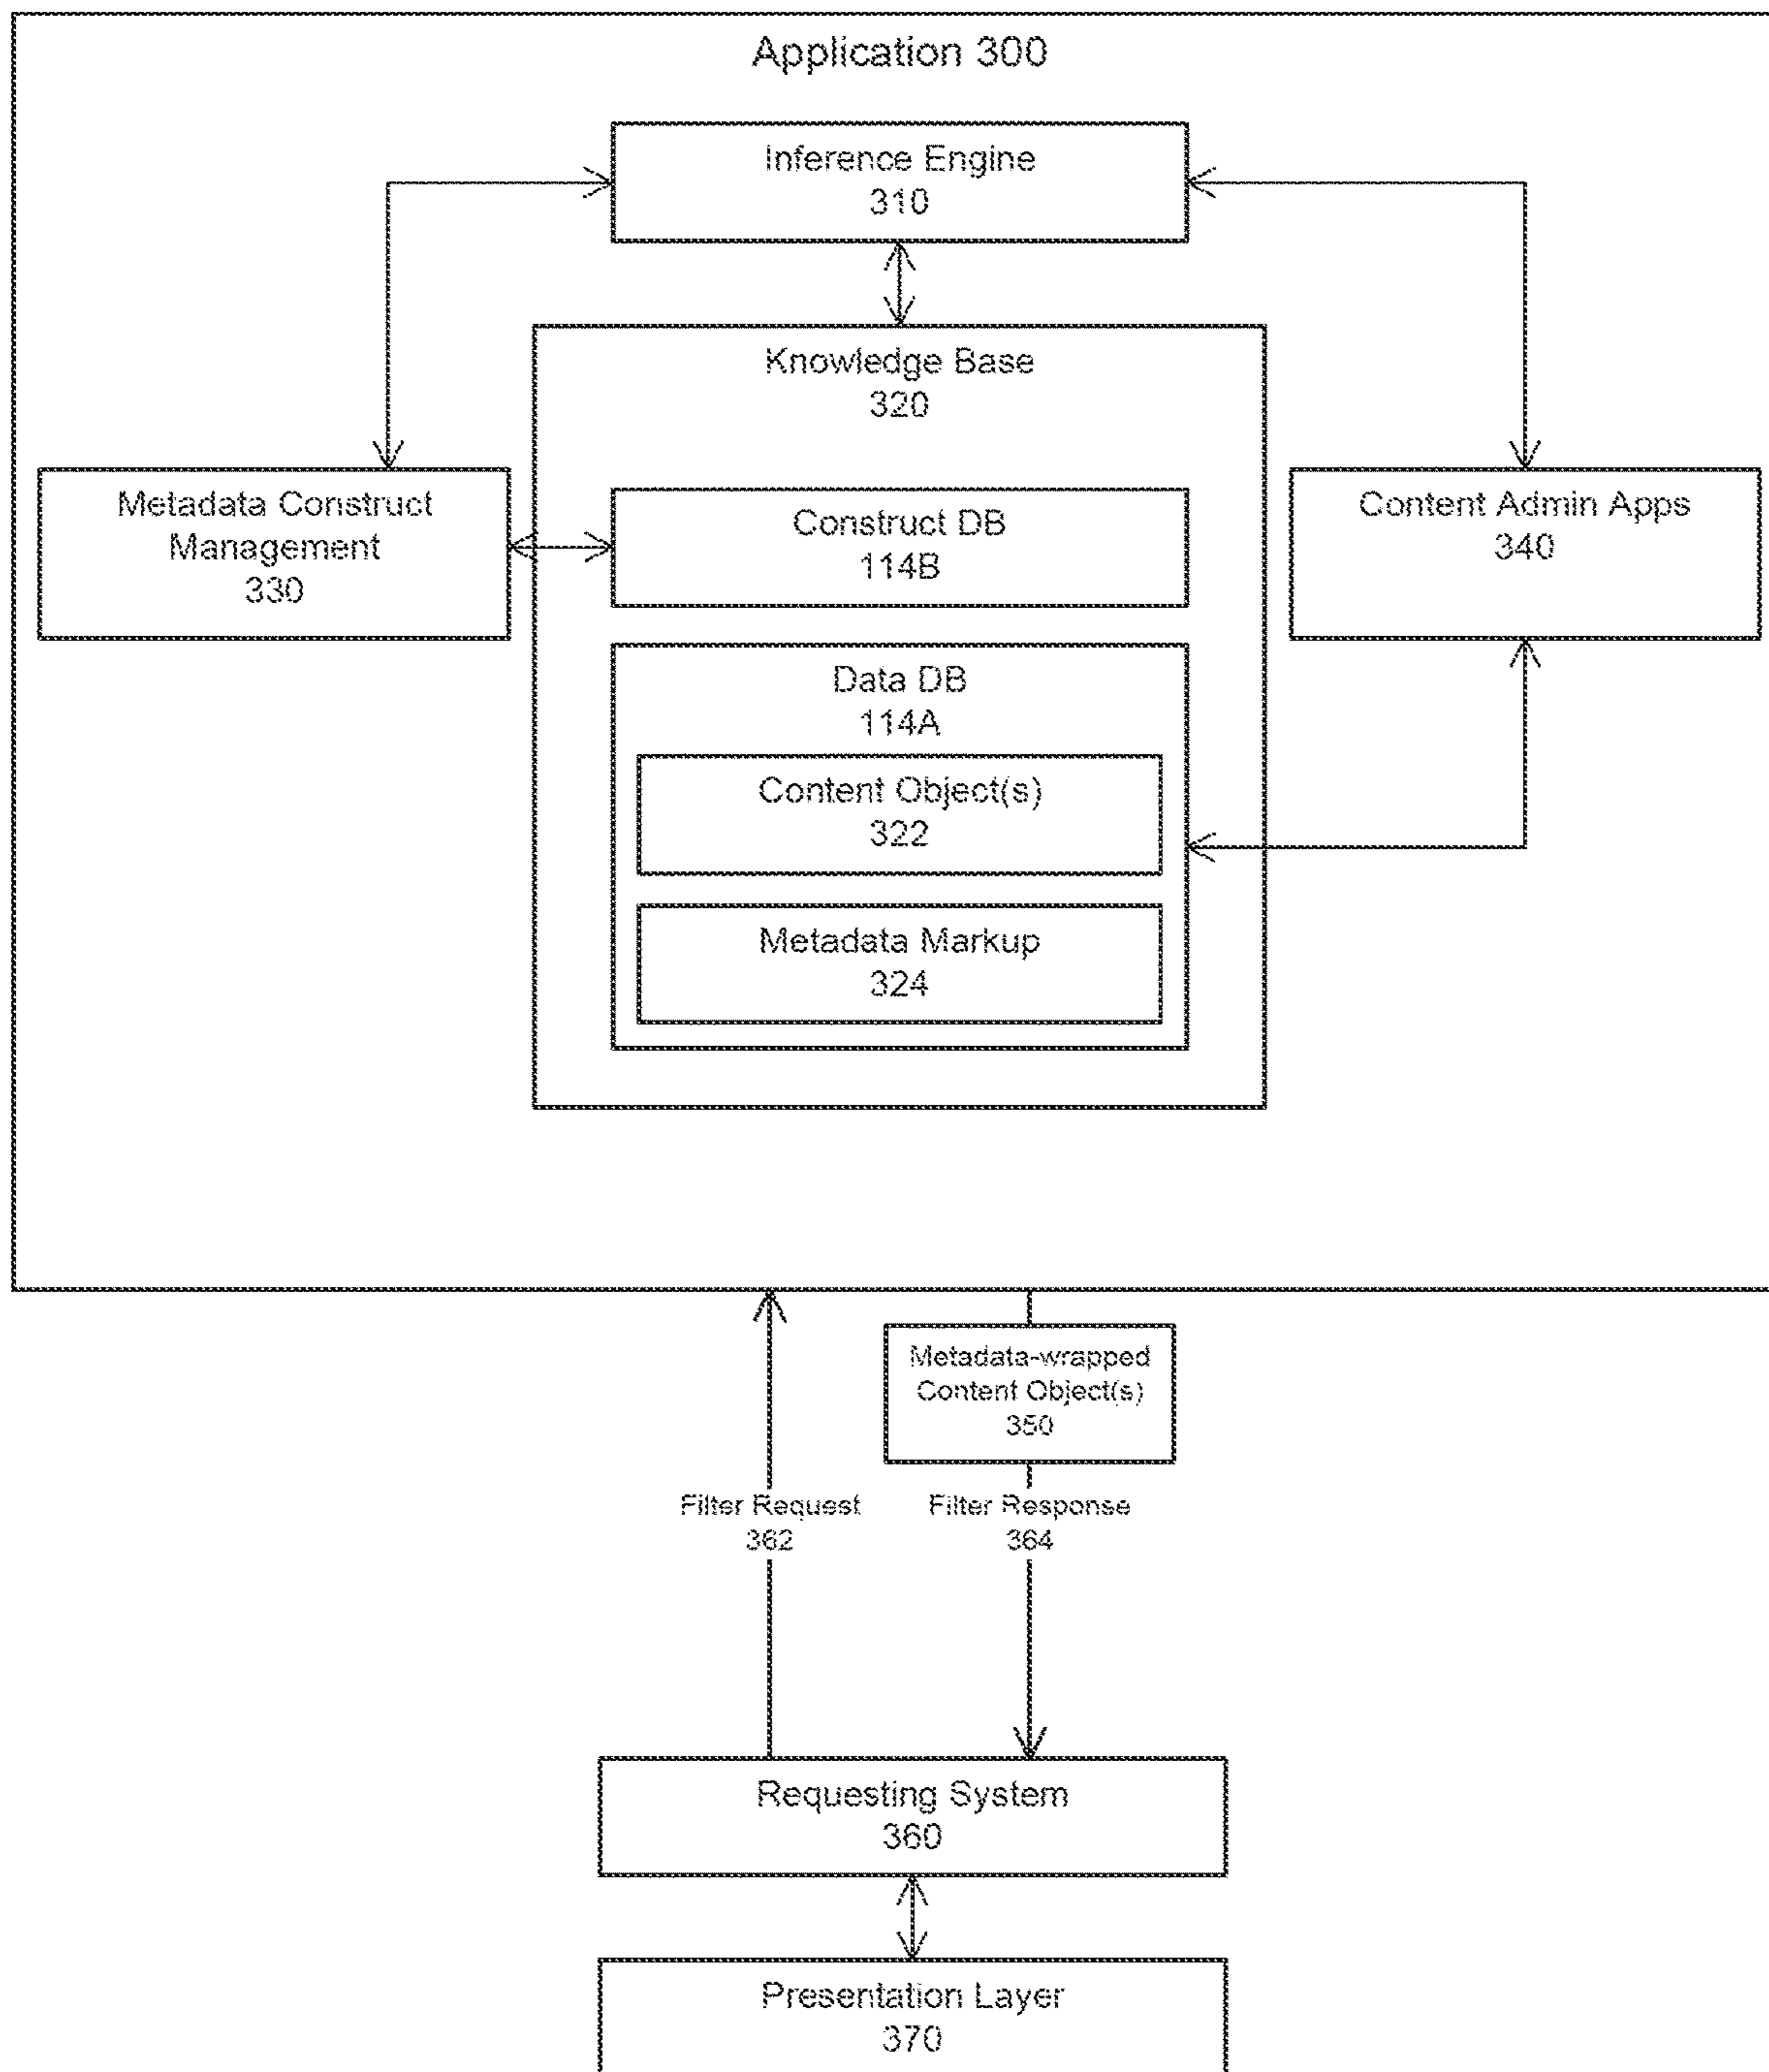 Application 300
Inference Engine
310
Knowledge Base
320
Metadata Construct
Management
330
Construct DB
114B
Content Admin Apps
340
Data DB
114A
Content Object(s)
322
Metadata Markup
324
Metadata-wrapped
Content Object(s)
350
Filter Request
362
Filter Response
364
Requesting System
360
Presentation Layer
370